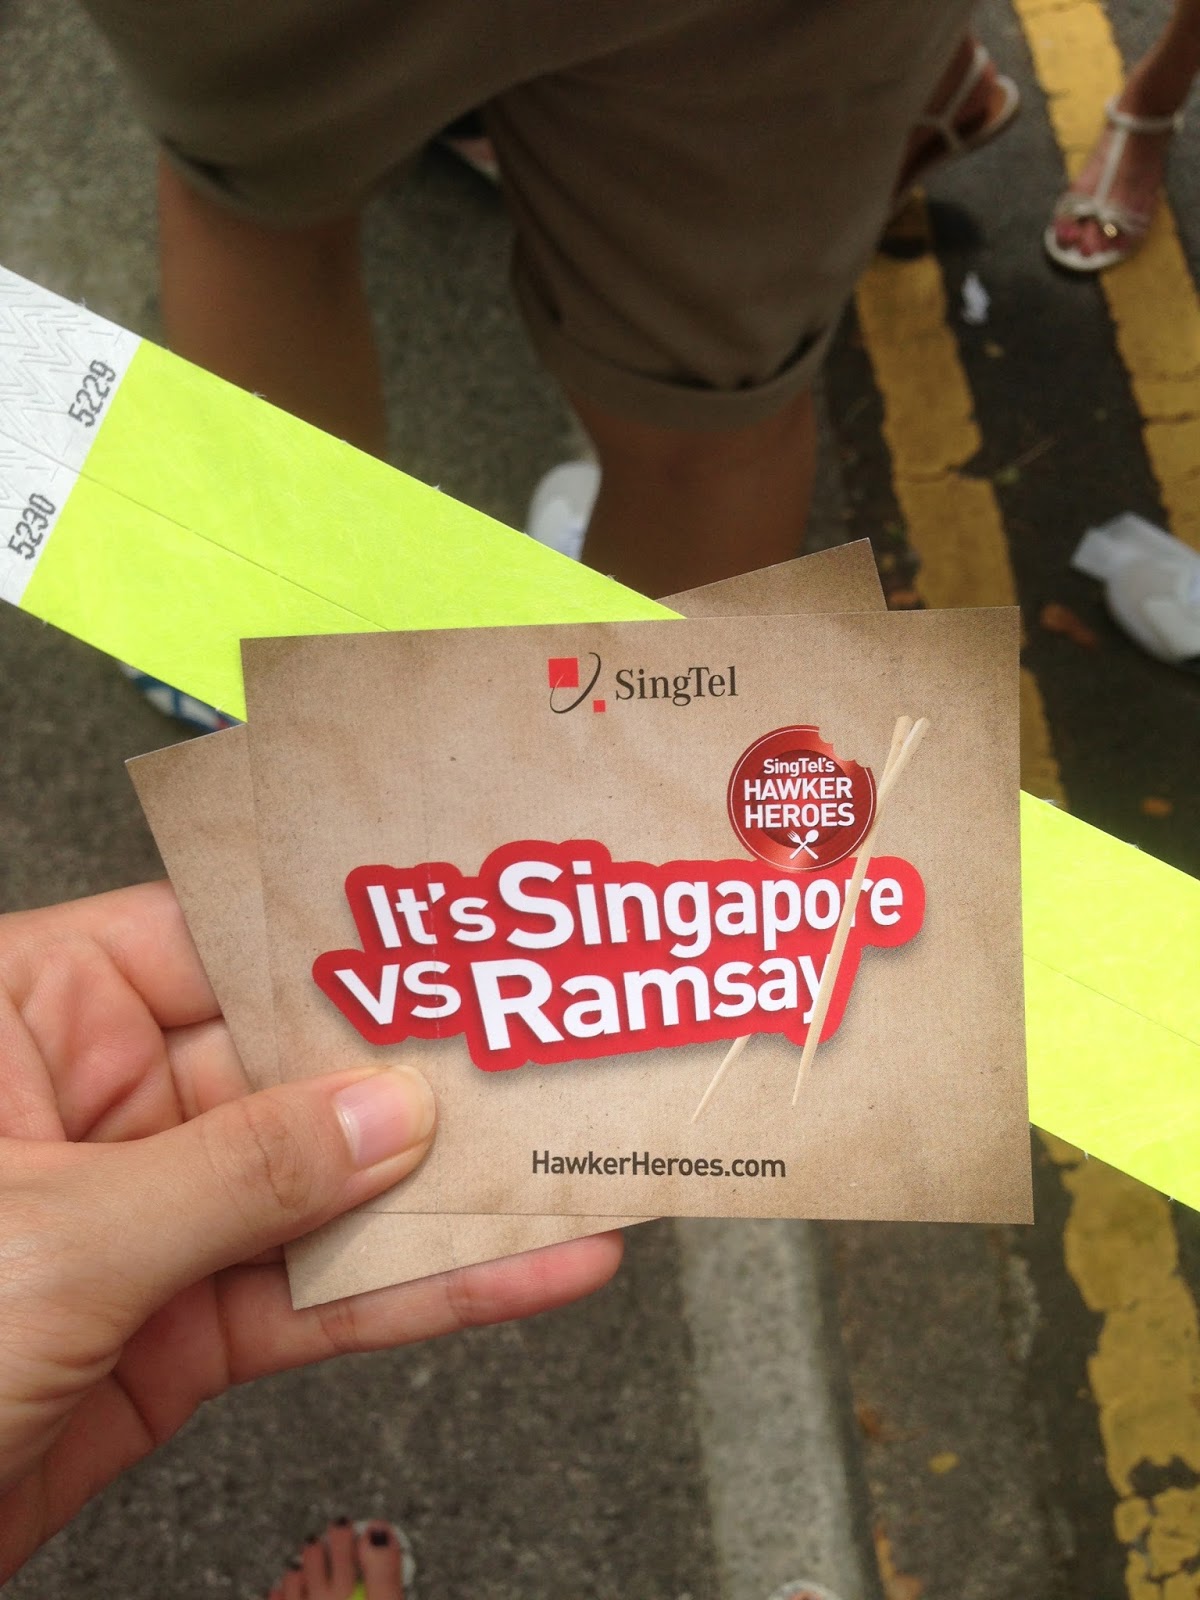 5229
5230
SingTel
SingTel's
HAWKER
HEROES
It's Singapore
vs Ramsay
HawkerHeroes.com